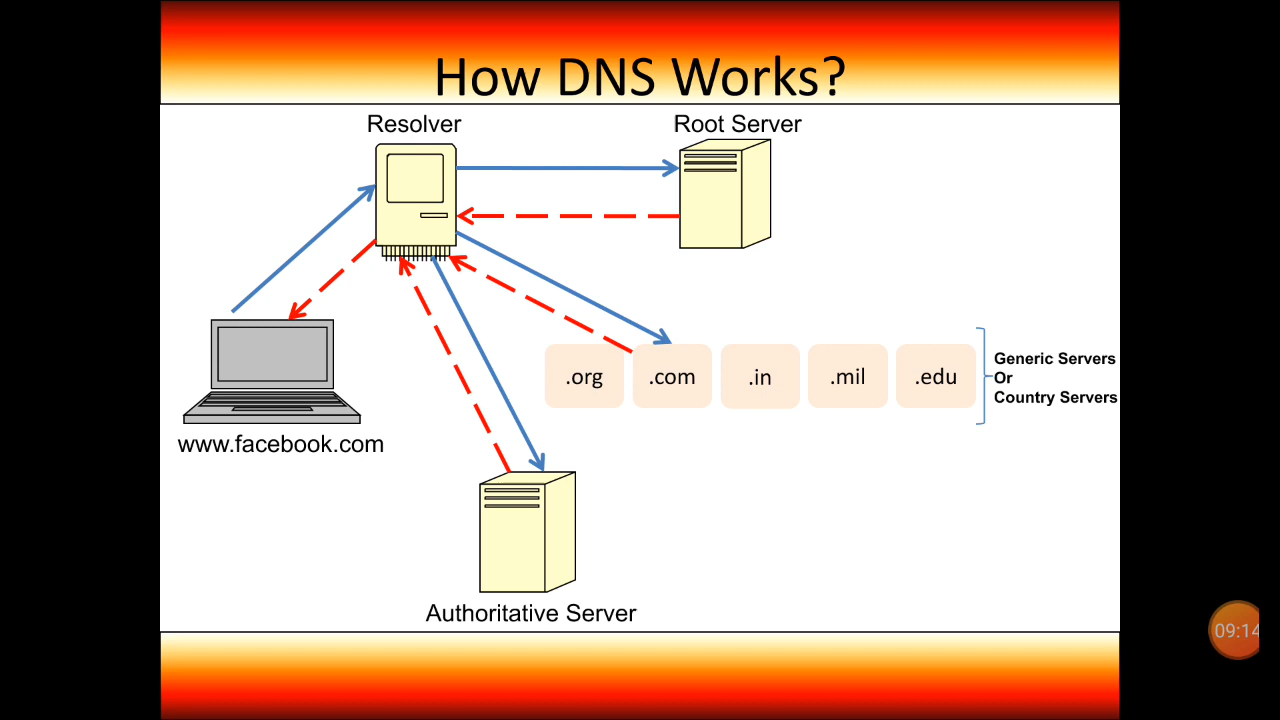 How DNS Works?
Resolver
Root Server
.org
.com
.in
.mil
.edu
Generic Servers
Or
Country Servers
www.facebook.com
Authoritative Server
09:14